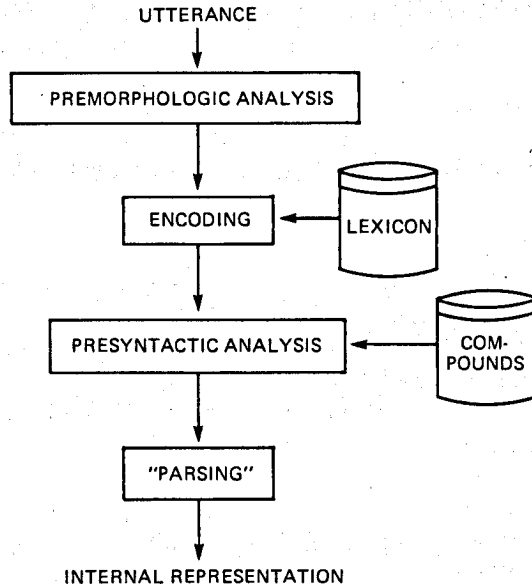 UTTERANCE
PREMORPHOLOGIC ANALYSIS
ENCODING
LEXICON
PRESYNTACTIC ANALYSIS
COM-
POUNDS
"PARSING"
INTERNAL REPRESENTATION